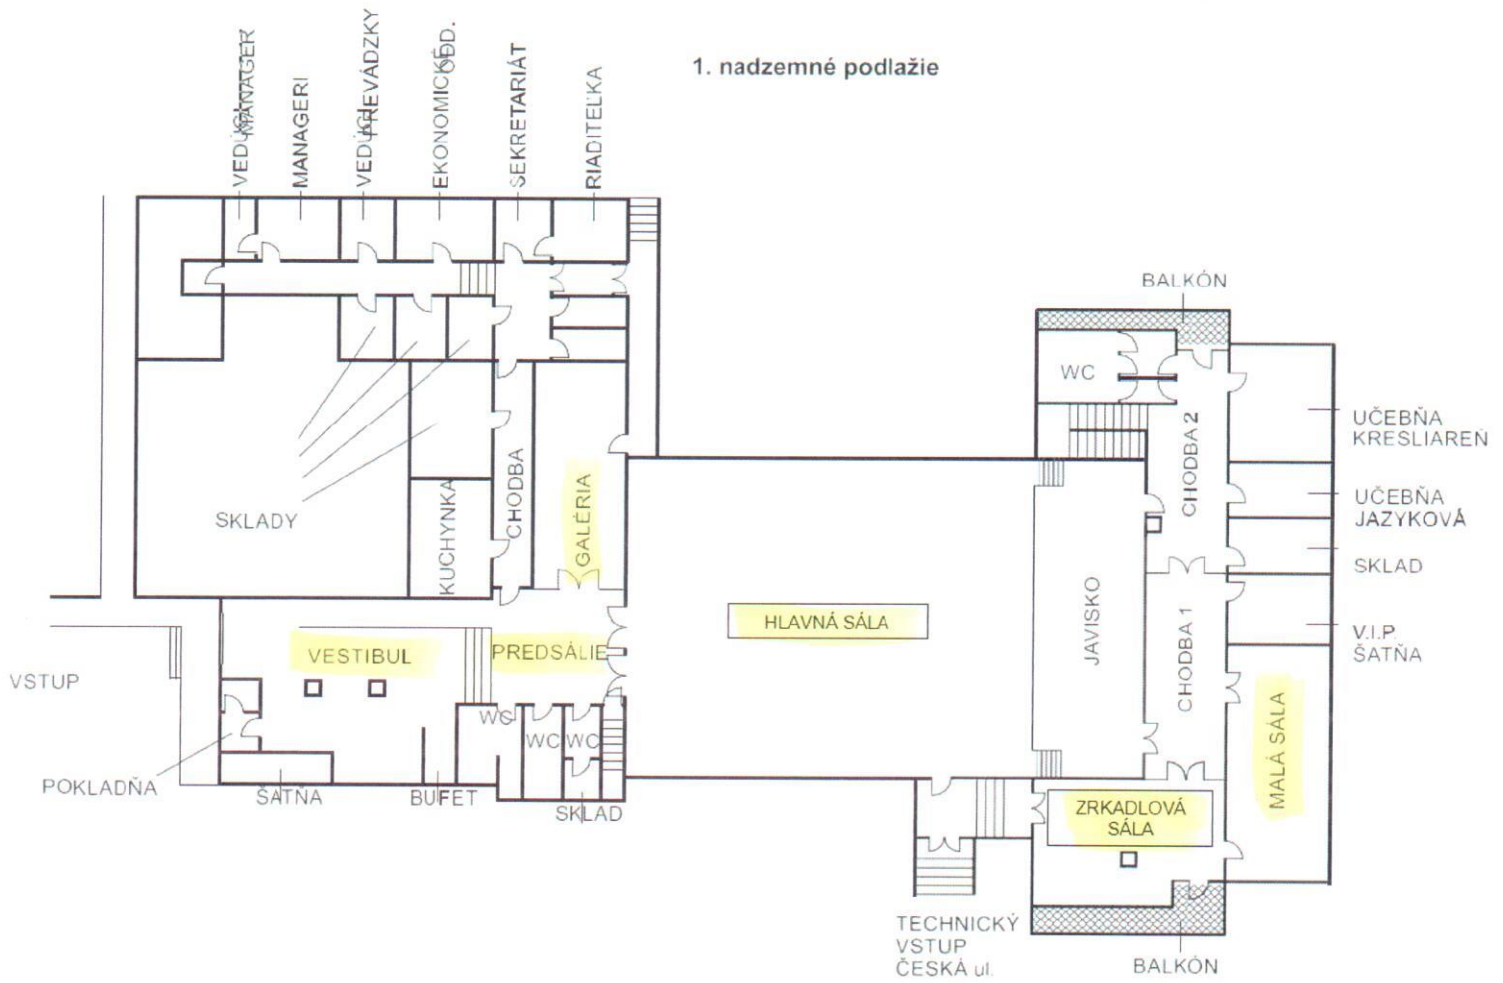 1. nadzemné podlažie
VEDÚCI
MANAGER
MANAGERI
VEDÚCI
PREVÁDZKY
EKONOMICKÉ
ODD.
SEKRETARIÁT
RIADITEĽKA
BALKÓN
WC
CHODBA 2
UČEBŇA
KRESLIAREŇ
UČEBŇA
JAZYKOVÁ
SKLAD
V.I.P.
ŠATŇA
SKLADY
KUCHYNKA
CHODBA
GALÉRIA
HLAVNÁ SÁLA
JAVISKO
CHODBA 1
MALÁ SÁLA
VSTUP
VESTIBUL
PREDSÁLIE
WC
WC
WC
POKLADŇA
ŠATŇA
BUFET
SKLAD
ZRKADLOVÁ
SÁLA
TECHNICKÝ
VSTUP
ČESKÁ ul.
BALKÓN